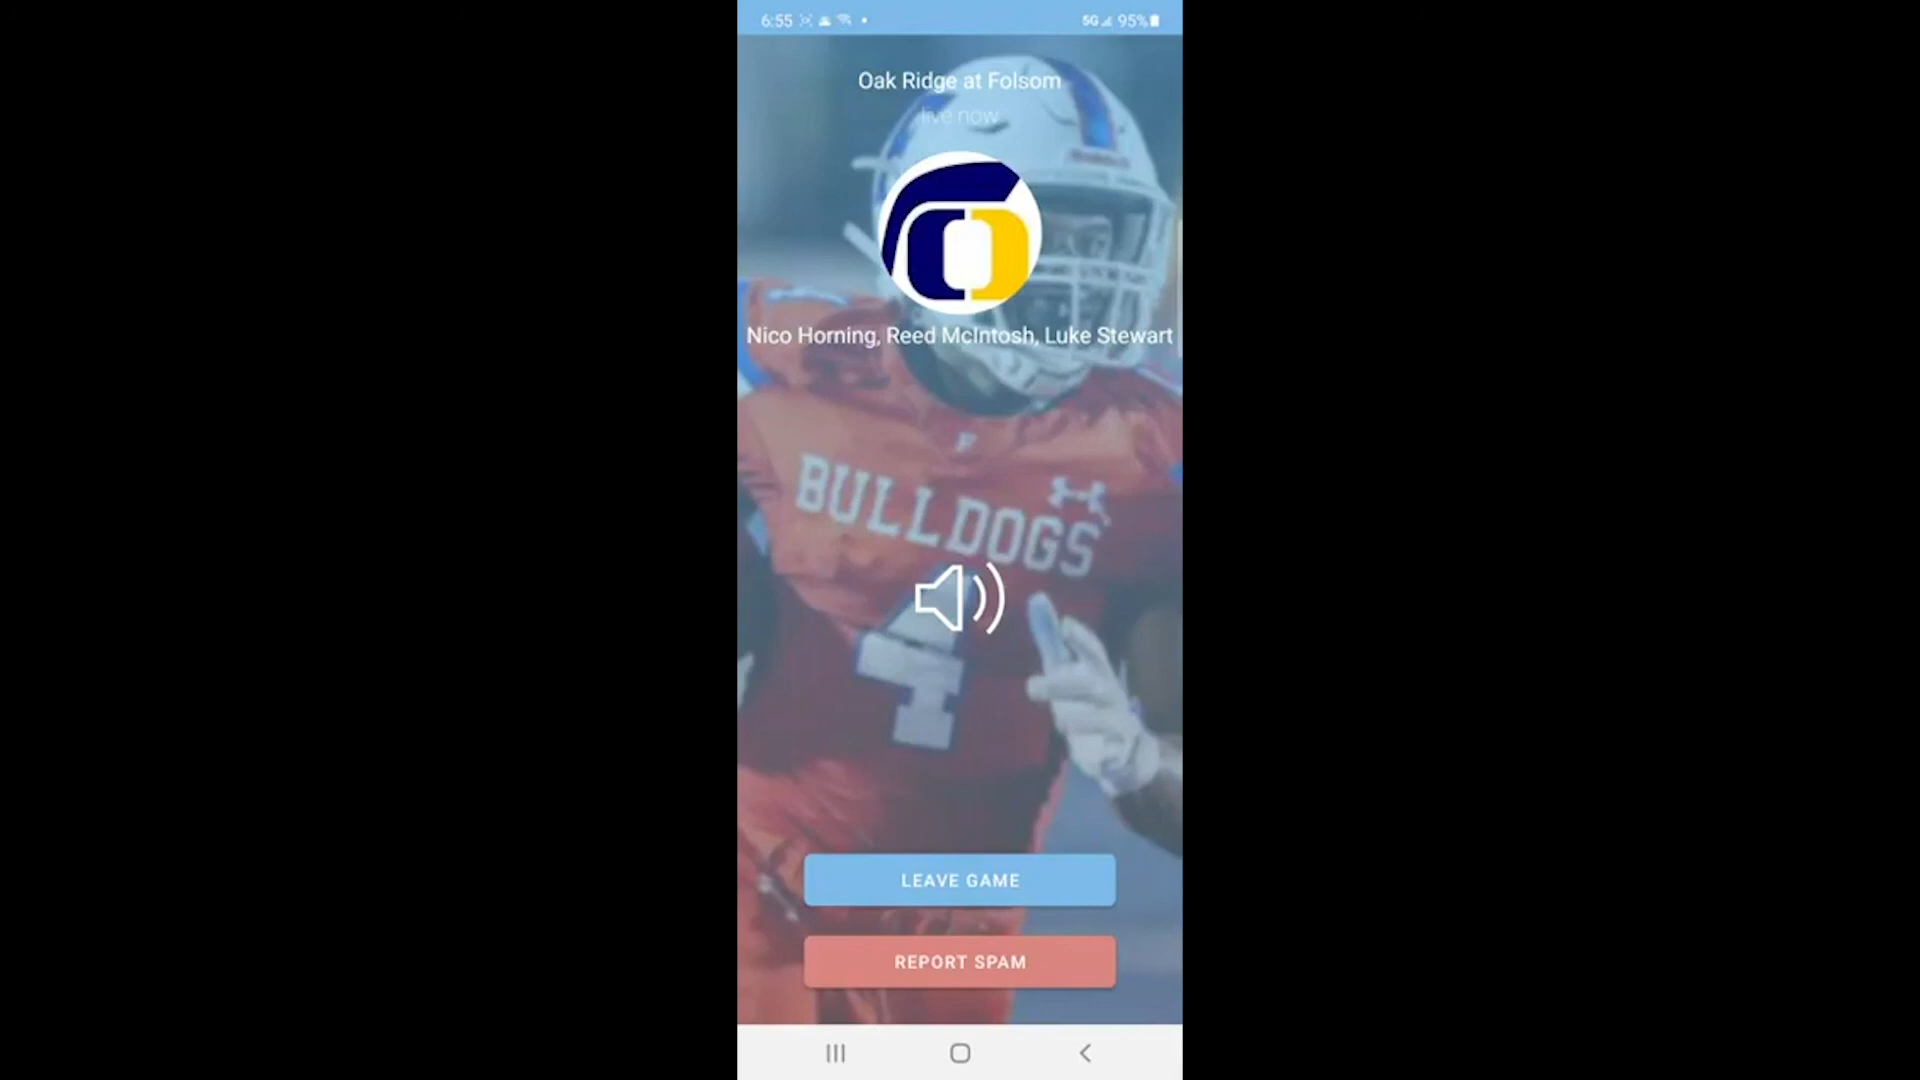 6:55
5G 95%
Oak Ridge at Folsom
live now
Nico Horning, Reed McIntosh, Luke Stewart
F
BULLDOGS
4
LEAVE GAME
REPORT SPAM